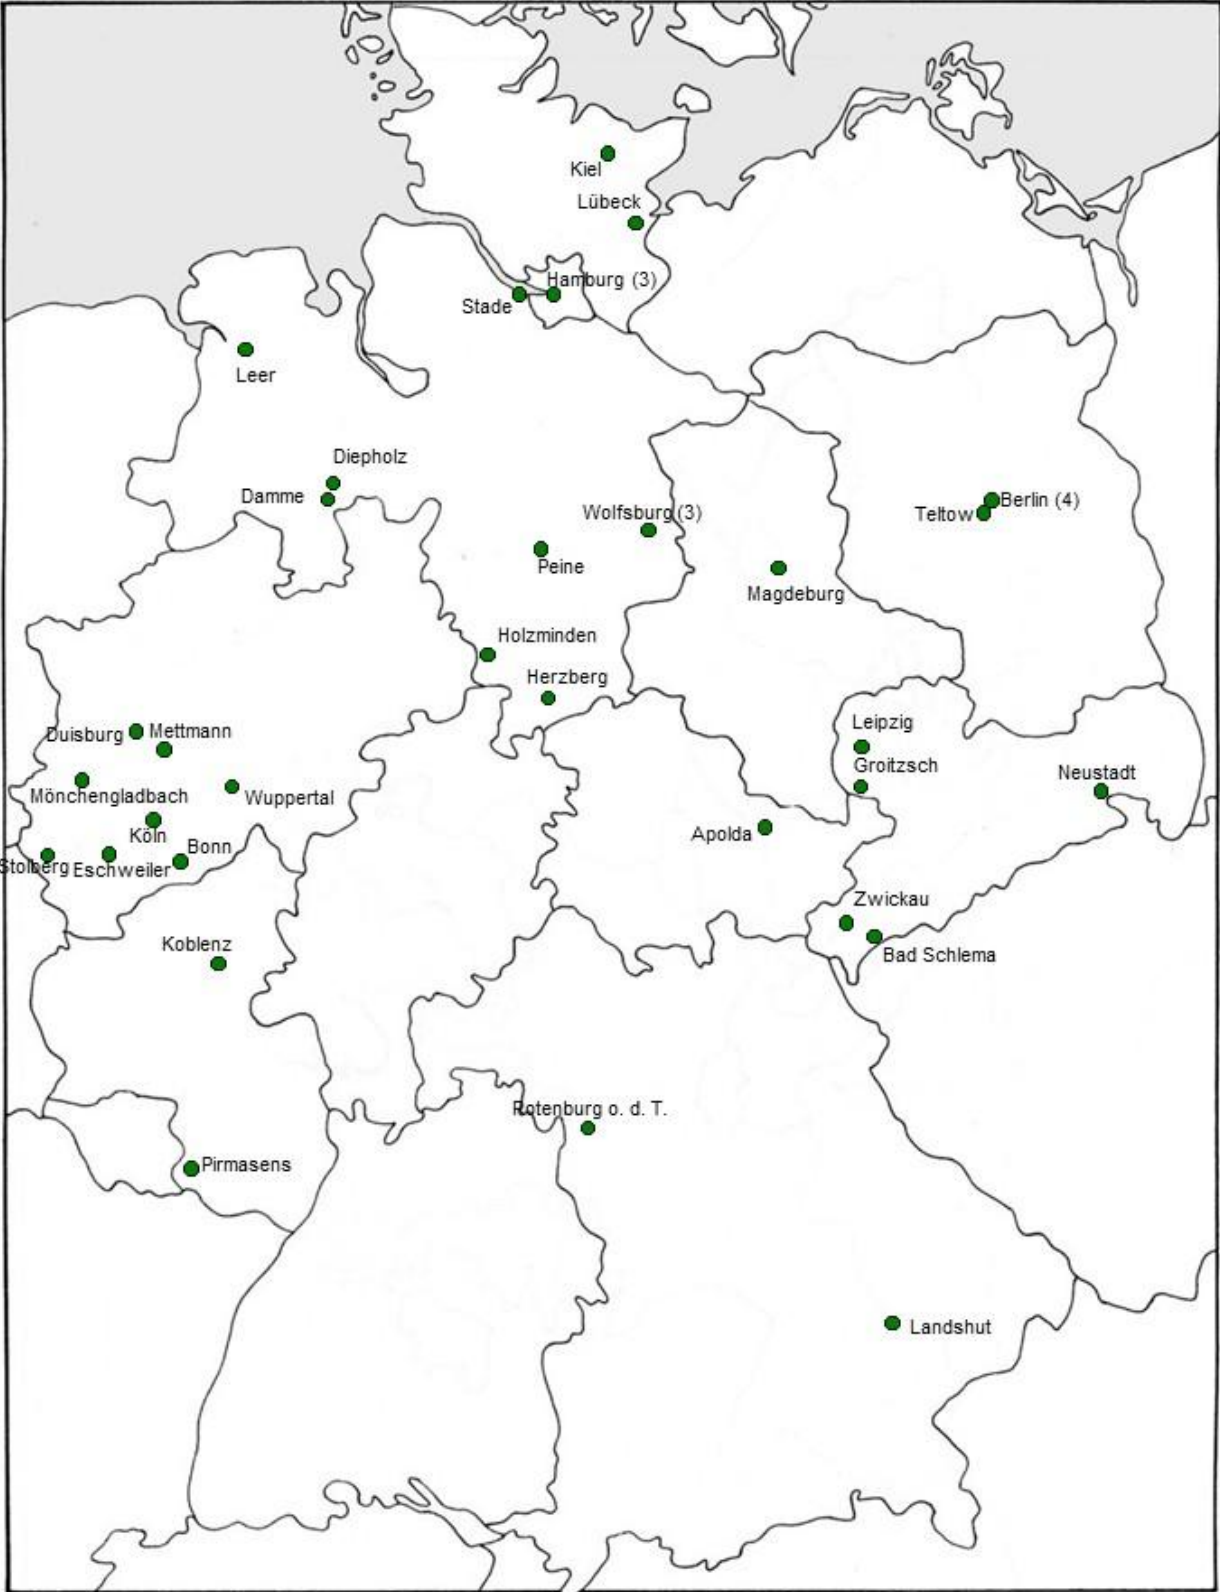 Kiel
Lübeck
Hamburg (3)
Stade
Leer
Diepholz
Damme
Wolfsburg (3)
Berlin (4)
Teltow
Peine
Magdeburg
Holzminden
Herzberg
Leipzig
Duisburg
Mettmann
Groitzsch
Neustadt
Mönchengladbach
Wuppertal
Köln
Apolda
Bonn
Stolberg
Eschweiler
Zwickau
Koblenz
Bad Schlema
Rotenburg o. d. T.
Pirmasens
Landshut